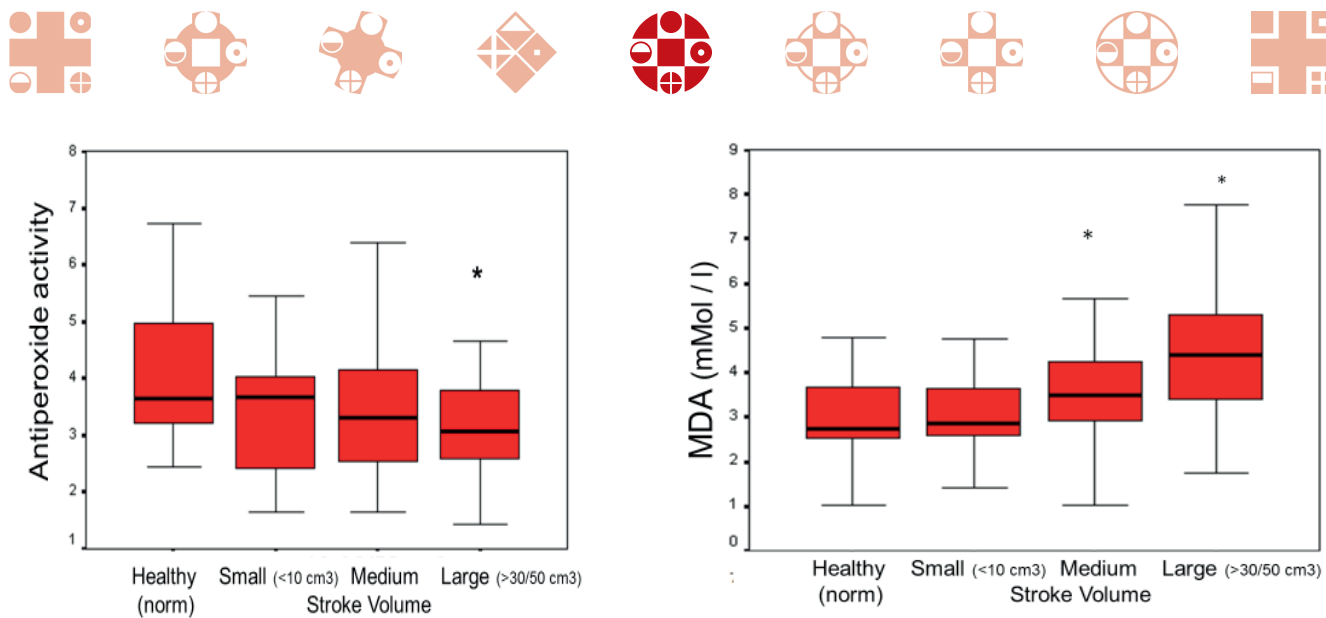 Antiperoxide activity
8
7
6
5
4
3
2
1
Healthy (norm)
Small (<10 cm3)
Medium
Large (>30/50 cm3)
Stroke Volume
*
MDA (mMol / l)
9
8
7
6
5
4
3
2
1
0
Healthy (norm)
Small (<10 cm3)
Medium
Large (>30/50 cm3)
Stroke Volume
*
*